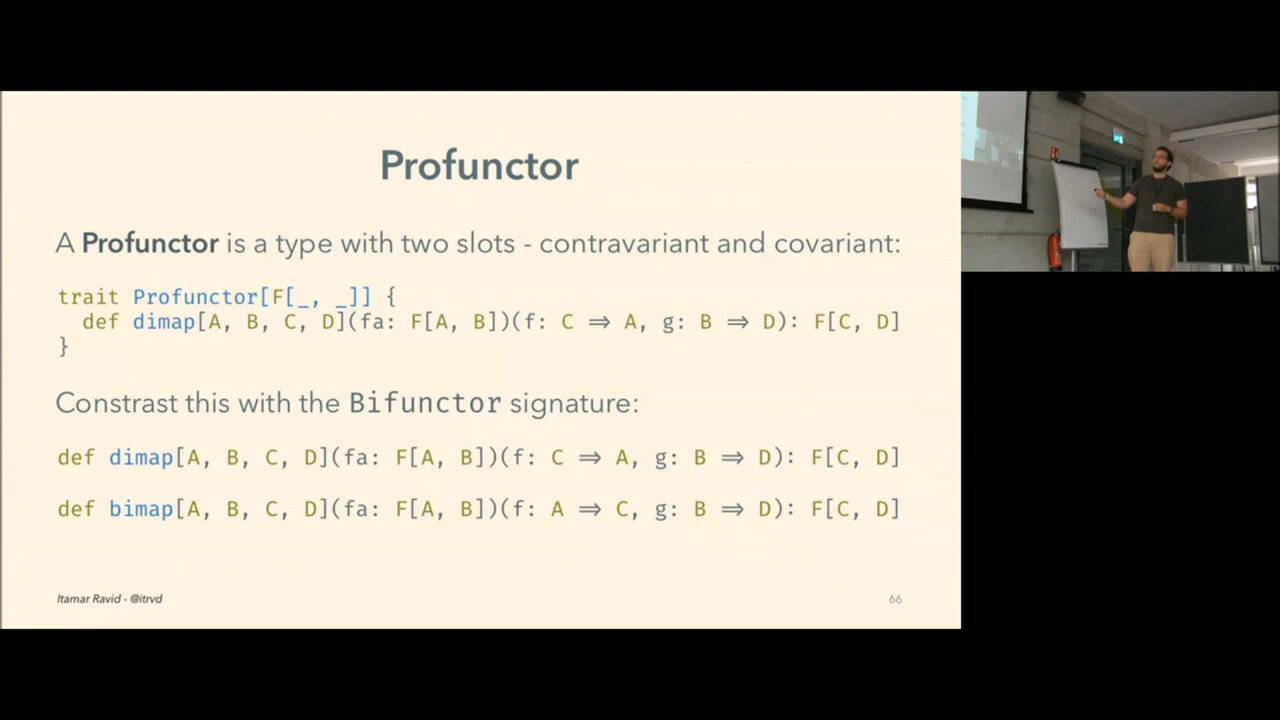 Profunctor
A Profunctor is a type with two slots - contravariant and covariant:
trait Profunctor[F[_, _]] {
  def dimap[A, B, C, D](fa: F[A, B])(f: C ⇒ A, g: B ⇒ D): F[C, D]
}
Constrast this with the Bifunctor signature:
def dimap[A, B, C, D](fa: F[A, B])(f: C ⇒ A, g: B ⇒ D): F[C, D]
def bimap[A, B, C, D](fa: F[A, B])(f: A ⇒ C, g: B ⇒ D): F[C, D]
Itamar Ravid - @itrvd
66